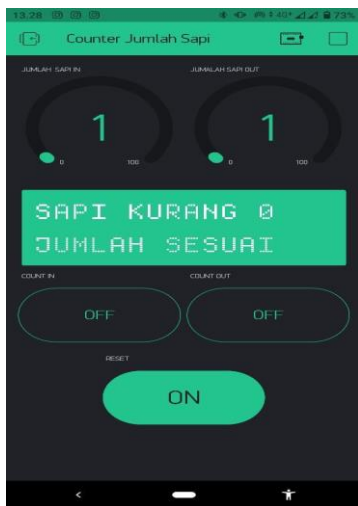 13.28 73%
Counter Jumlah Sapi
JUMLAH SAPI IN JUMALAH SAPI OUT
1 1
0 100 0 100
SAPI KURANG 0
JUMLAH SESUAI
COUNT IN COUNT OUT
OFF OFF
RESET
ON